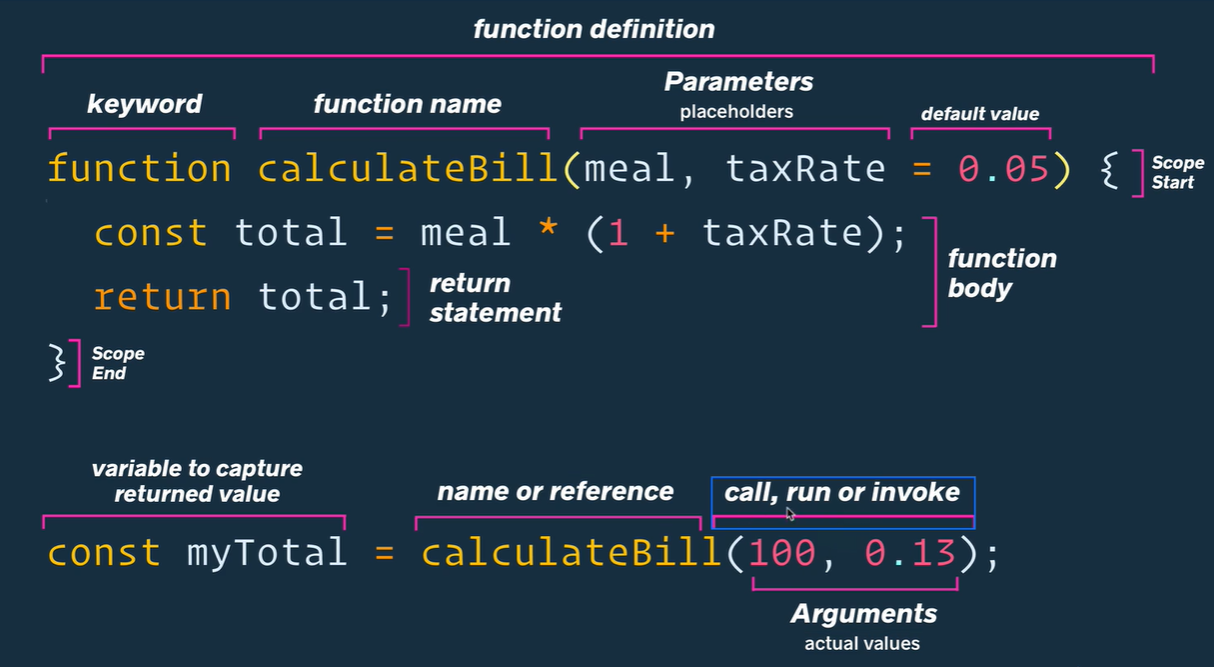 function definition
Parameters
keyword function name placeholders default value
function calculateBill(meal, taxRate = 0.05) { Scope Start
const total = meal * (1 + taxRate);
function body
return total; return statement
} Scope End
variable to capture
returned value
name or reference call, run or invoke
const myTotal = calculateBill(100, 0.13);
Arguments
actual values